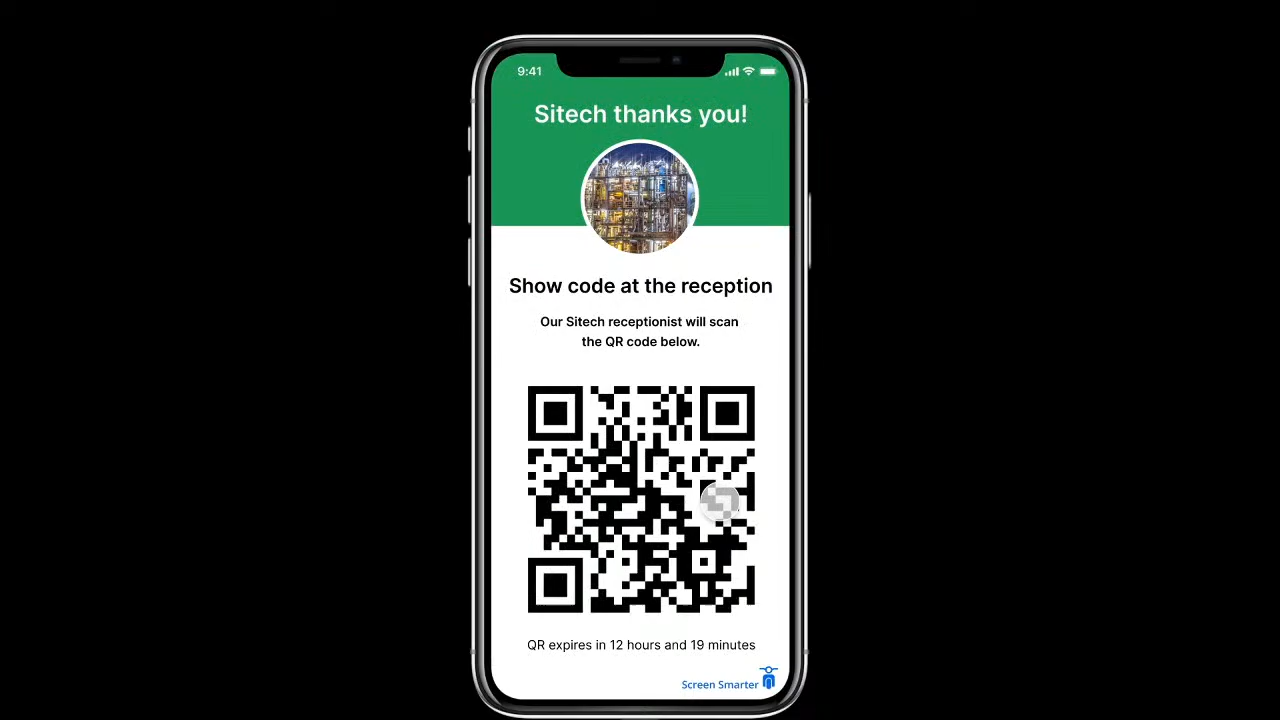 9:41
Sitech thanks you!
Show code at the reception
Our Sitech receptionist will scan
the QR code below.
QR expires in 12 hours and 19 minutes
Screen Smarter